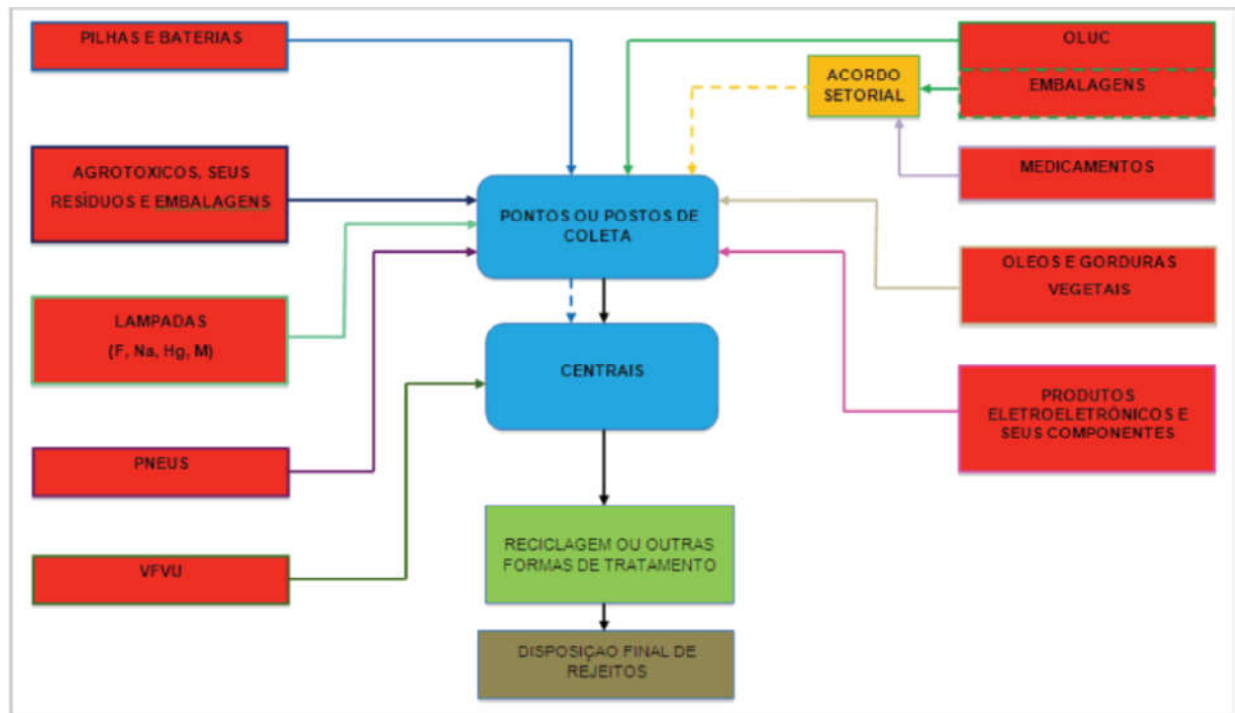 PILHAS E BATERIAS
OLUC
ACORDO
SETORIAL
EMBALAGENS
AGROTOXICOS, SEUS
RESÍDUOS E EMBALAGENS
MEDICAMENTOS
PONTOS OU POSTOS DE
COLETA
OLEOS E GORDURAS
VEGETAIS
LAMPADAS
(F, Na, Hg, M)
CENTRAIS
PRODUTOS
ELETROELETRÔNICOS E
SEUS COMPONENTES
PNEUS
RECICLAGEM OU OUTRAS
FORMAS DE TRATAMENTO
VFVU
DISPOSIÇAO FINAL DE
REJEITOS